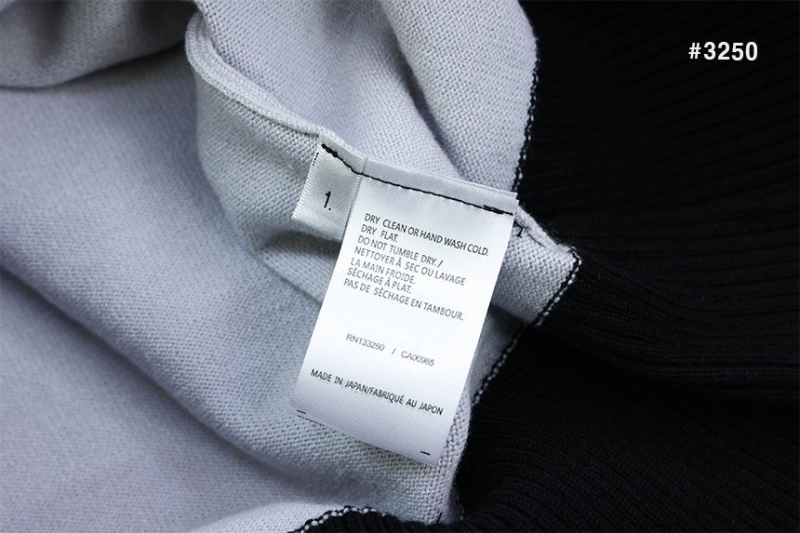 #3250
1.
DRY CLEAN OR HAND WASH COLD.
DRY FLAT.
DO NOT TUMBLE DRY. /
NETTOYER À SEC OU LAVAGE
LA MAIN FROIDE.
SÉCHAGE À PLAT.
PAS DE SÉCHAGE EN TAMBOUR.
RN133280 / CA00985
MADE IN JAPAN/FABRIQUÉ AU JAPON